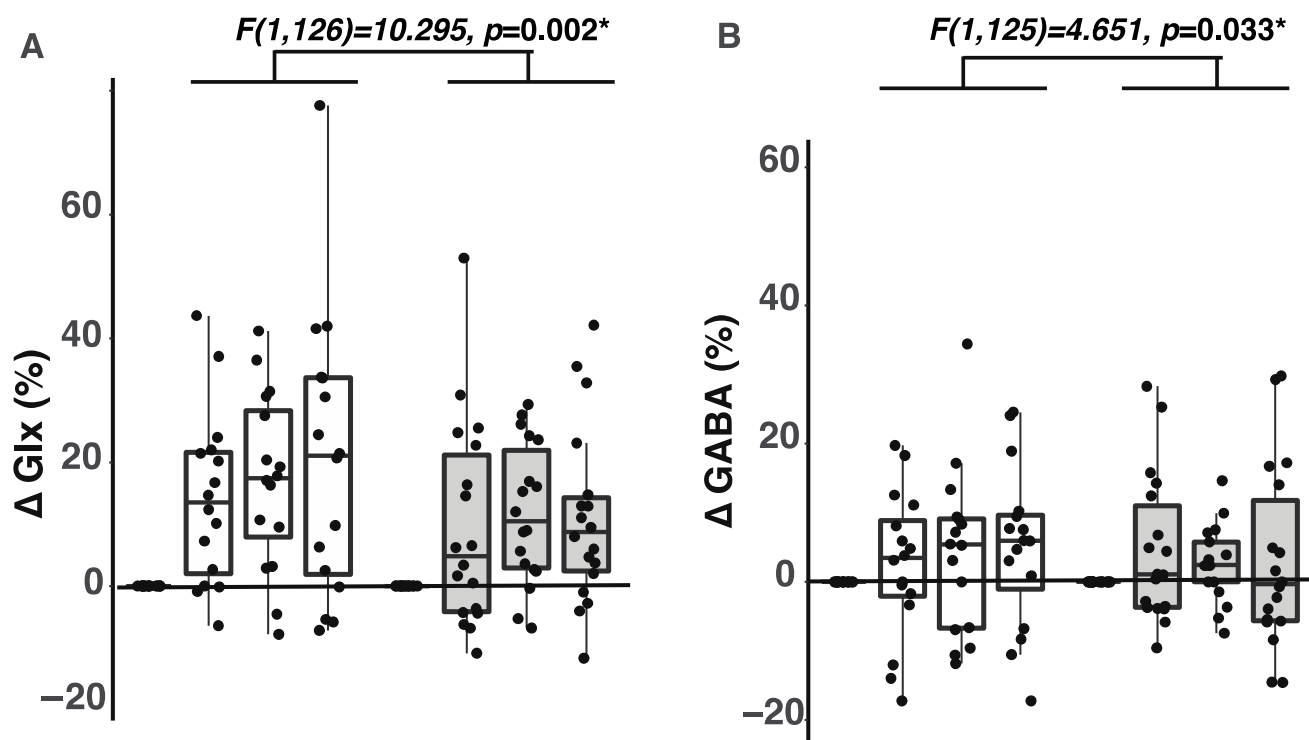 A
F(1,126)=10.295, p=0.002*
Δ Glx (%)
60
40
20
0
−20
B
F(1,125)=4.651, p=0.033*
Δ GABA (%)
60
40
20
0
−20